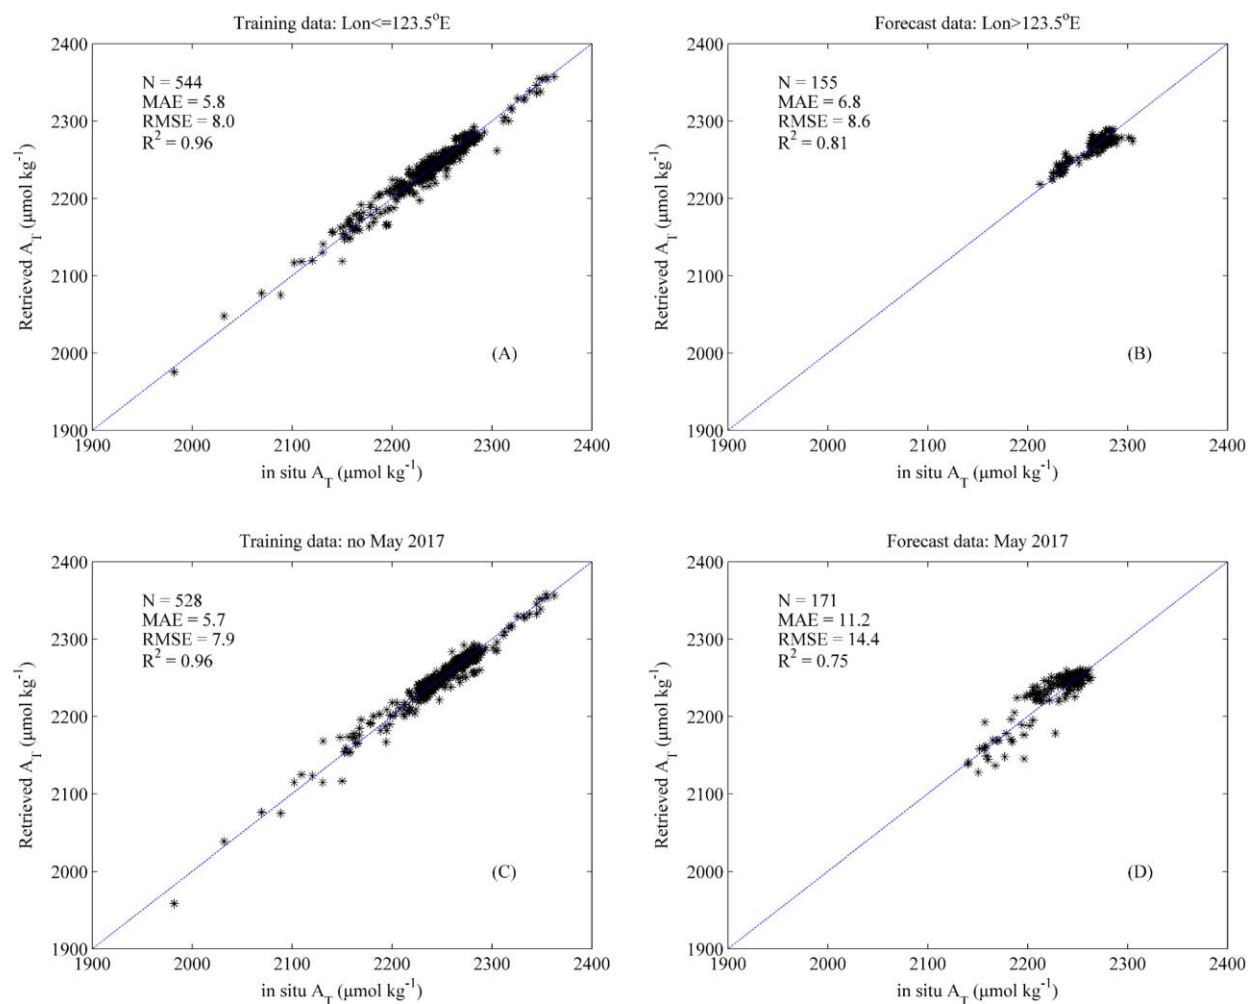 Training data: Lon<=123.5°E
2400
2300
2200
2100
2000
1900
Retrieved A_T (µmol kg⁻¹)
N = 544
MAE = 5.8
RMSE = 8.0
R² = 0.96
(A)
1900 2000 2100 2200 2300 2400
in situ A_T (µmol kg⁻¹)
Forecast data: Lon>123.5°E
2400
2300
2200
2100
2000
1900
Retrieved A_T (µmol kg⁻¹)
N = 155
MAE = 6.8
RMSE = 8.6
R² = 0.81
(B)
1900 2000 2100 2200 2300 2400
in situ A_T (µmol kg⁻¹)
Training data: no May 2017
2400
2300
2200
2100
2000
1900
Retrieved A_T (µmol kg⁻¹)
N = 528
MAE = 5.7
RMSE = 7.9
R² = 0.96
(C)
1900 2000 2100 2200 2300 2400
in situ A_T (µmol kg⁻¹)
Forecast data: May 2017
2400
2300
2200
2100
2000
1900
Retrieved A_T (µmol kg⁻¹)
N = 171
MAE = 11.2
RMSE = 14.4
R² = 0.75
(D)
1900 2000 2100 2200 2300 2400
in situ A_T (µmol kg⁻¹)